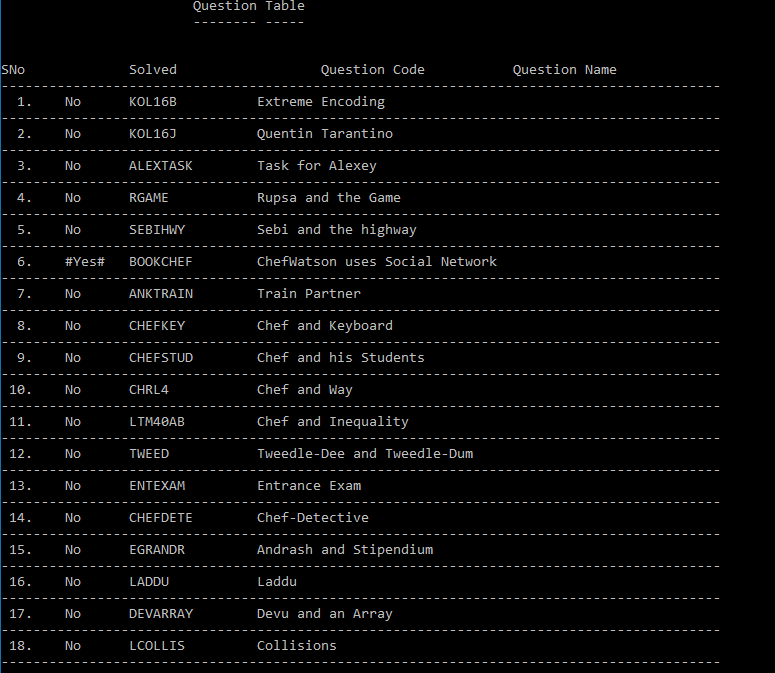 Question Table
-------- -----
SNo Solved Question Code Question Name
------------------------------------------------------------------------------------------
1. No KOL16B Extreme Encoding
------------------------------------------------------------------------------------------
2. No KOL16J Quentin Tarantino
------------------------------------------------------------------------------------------
3. No ALEXTASK Task for Alexey
------------------------------------------------------------------------------------------
4. No RGAME Rupsa and the Game
------------------------------------------------------------------------------------------
5. No SEBIHWY Sebi and the highway
------------------------------------------------------------------------------------------
6. #Yes# BOOKCHEF ChefWatson uses Social Network
------------------------------------------------------------------------------------------
7. No ANKTRAIN Train Partner
------------------------------------------------------------------------------------------
8. No CHEFKEY Chef and Keyboard
------------------------------------------------------------------------------------------
9. No CHEFSTUD Chef and his Students
------------------------------------------------------------------------------------------
10. No CHRL4 Chef and Way
------------------------------------------------------------------------------------------
11. No LTM40AB Chef and Inequality
------------------------------------------------------------------------------------------
12. No TWEED Tweedle-Dee and Tweedle-Dum
------------------------------------------------------------------------------------------
13. No ENTEXAM Entrance Exam
------------------------------------------------------------------------------------------
14. No CHEFDETE Chef-Detective
------------------------------------------------------------------------------------------
15. No EGRANDR Andrash and Stipendium
------------------------------------------------------------------------------------------
16. No LADDU Laddu
------------------------------------------------------------------------------------------
17. No DEVARRAY Devu and an Array
------------------------------------------------------------------------------------------
18. No LCOLLIS Collisions
------------------------------------------------------------------------------------------